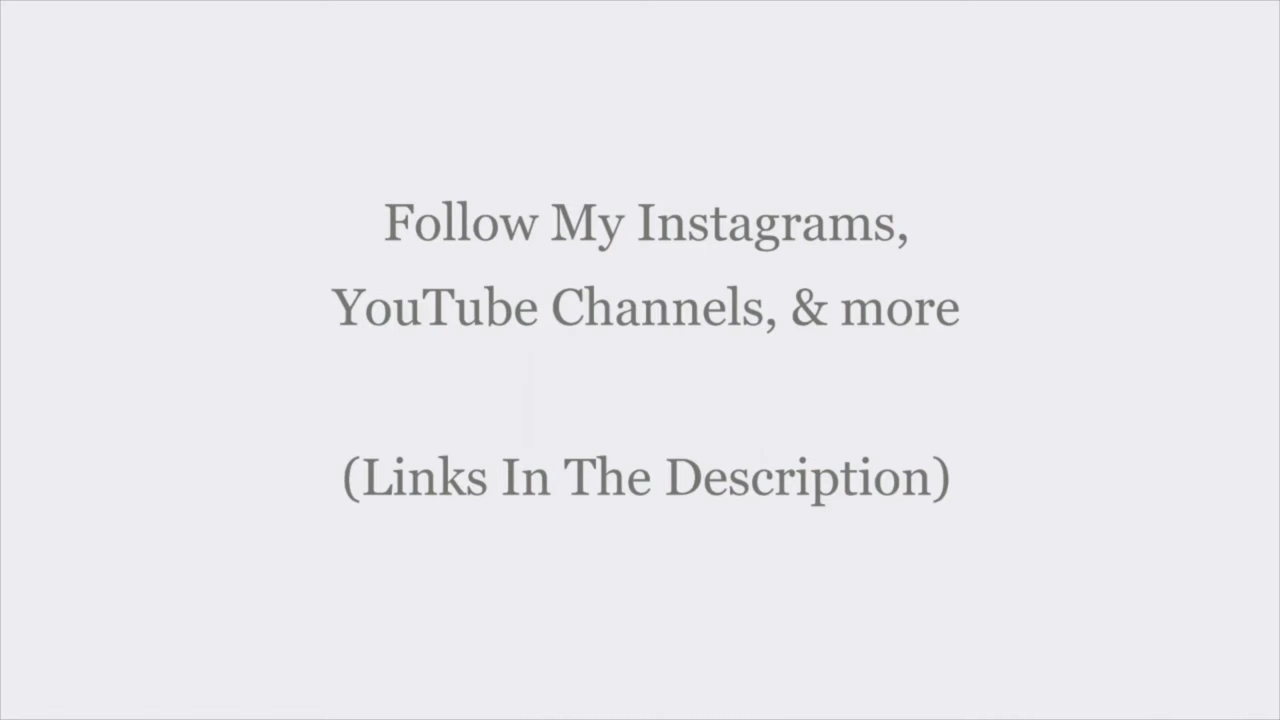 Follow My Instagrams,
YouTube Channels, & more
(Links In The Description)